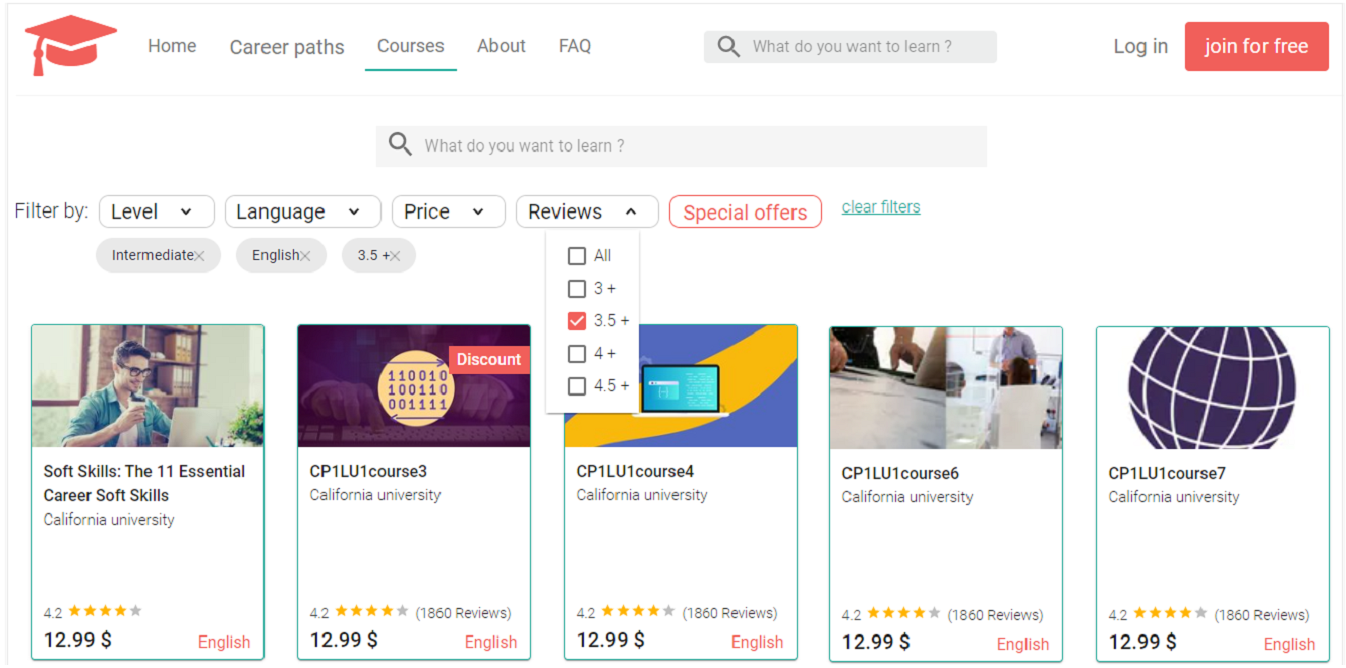 Home Career paths Courses About FAQ What do you want to learn ? Log in join for free
What do you want to learn ?
Filter by: Level Language Price Reviews Special offers clear filters
Intermediate× English× 3.5 +×
All
3 +
3.5 +
4 +
4.5 +
Discount
110010
100110
001111
Soft Skills: The 11 Essential
Career Soft Skills
California university
4.2
12.99 $ English
CP1LU1course3
California university
4.2 (1860 Reviews)
12.99 $ English
CP1LU1course4
California university
4.2 (1860 Reviews)
12.99 $ English
CP1LU1course6
California university
4.2 (1860 Reviews)
12.99 $ English
CP1LU1course7
California university
4.2 (1860 Reviews)
12.99 $ English